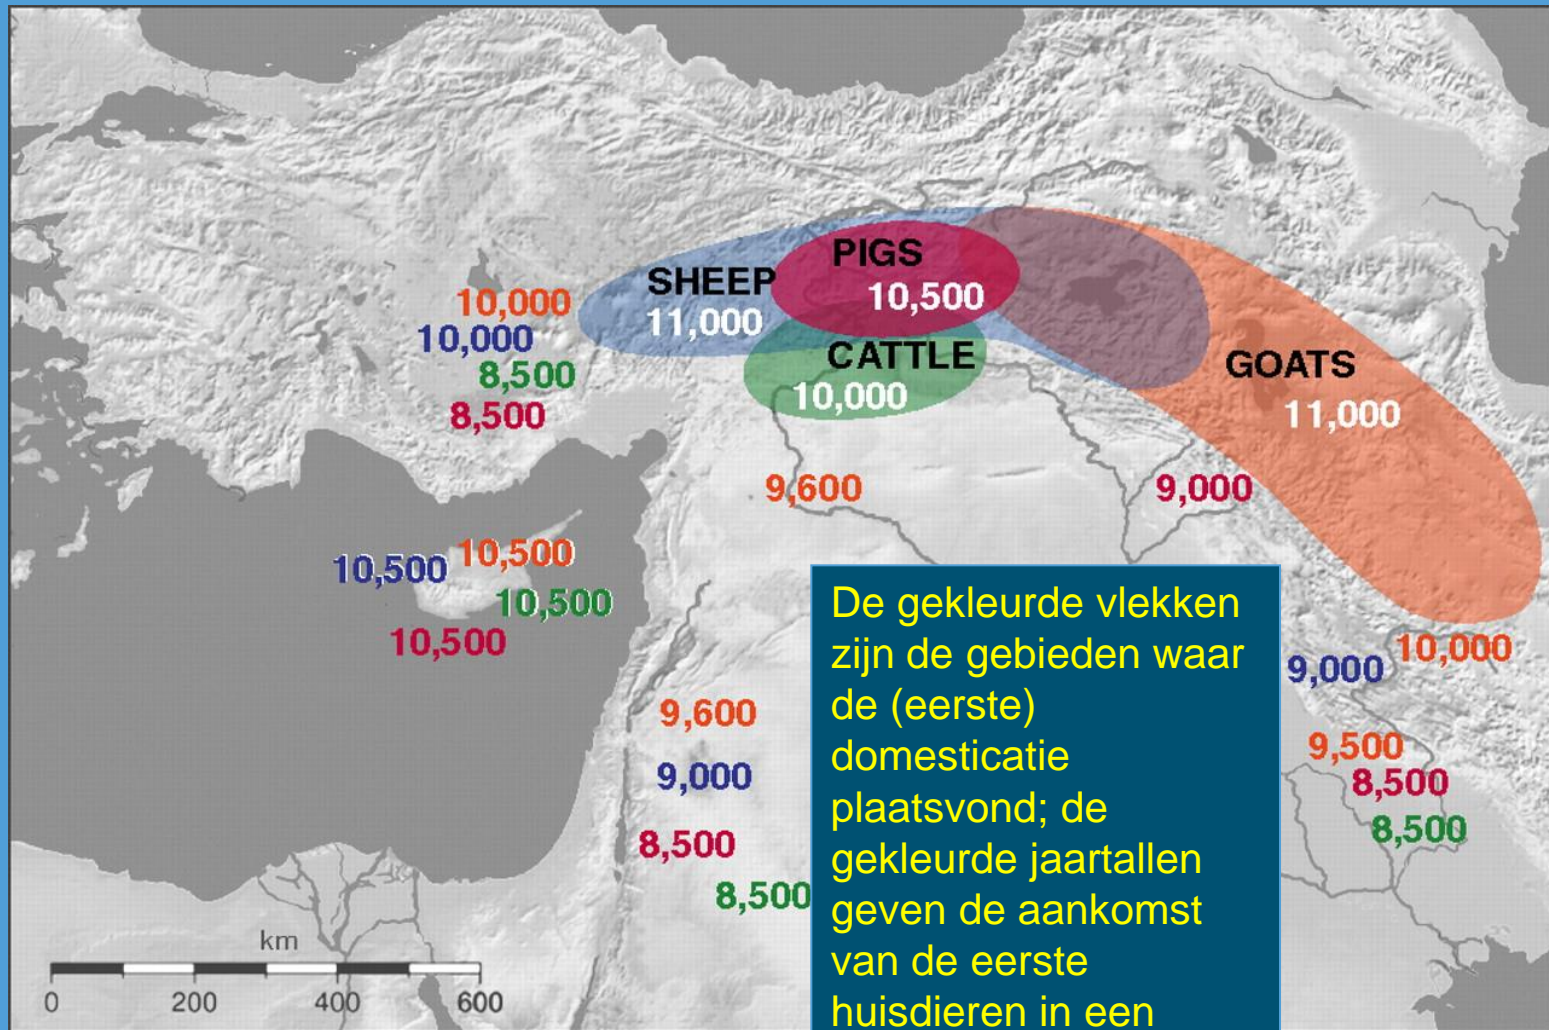 PIGS
10,500
SHEEP
11,000
CATTLE
10,000
GOATS
11,000
10,000
10,000
8,500
8,500
9,600
9,000
10,500
10,500
10,500
10,500
9,600
9,000
8,500
8,500
9,000
10,000
9,500
8,500
8,500
De gekleurde vlekken
zijn de gebieden waar
de (eerste)
domesticatie
plaatsvond; de
gekleurde jaartallen
geven de aankomst
van de eerste
huisdieren in een
km
0 200 400 600